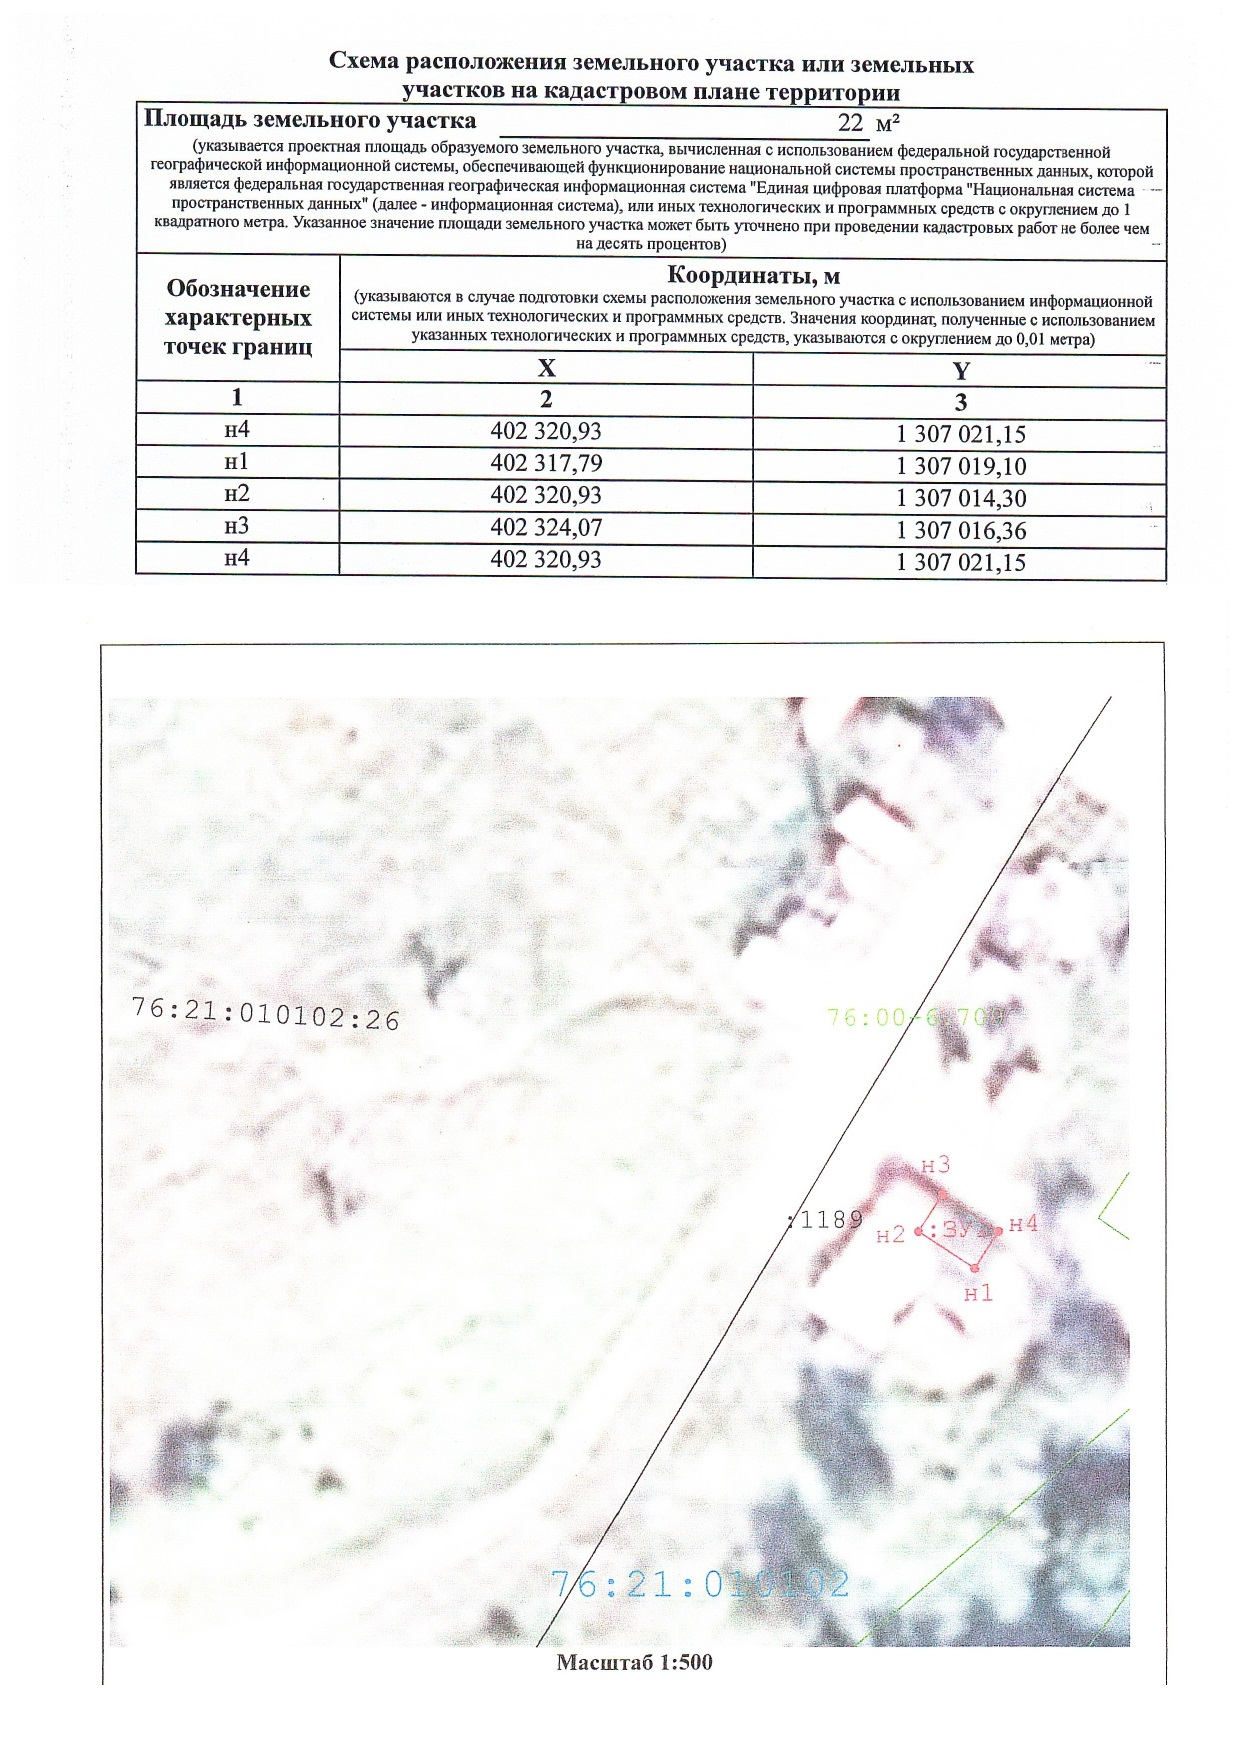 Схема расположения земельного участка или земельных
участков на кадастровом плане территории
Площадь земельного участка 22 м²
(указывается проектная площадь образуемого земельного участка, вычисленная с использованием федеральной государственной
географической информационной системы, обеспечивающей функционирование национальной системы пространственных данных, которой
является федеральная государственная географическая информационная система "Единая цифровая платформа "Национальная система
пространственных данных" (далее - информационная система), или иных технологических и программных средств с округлением до 1
квадратного метра. Указанное значение площади земельного участка может быть уточнено при проведении кадастровых работ не более чем
на десять процентов)
Обозначение
характерных
точек границ
Координаты, м
(указываются в случае подготовки схемы расположения земельного участка с использованием информационной
системы или иных технологических и программных средств. Значения координат, полученные с использованием
указанных технологических и программных средств, указываются с округлением до 0,01 метра)
X Y
1 2 3
н4 402 320,93 1 307 021,15
н1 402 317,79 1 307 019,10
н2 402 320,93 1 307 014,30
н3 402 324,07 1 307 016,36
н4 402 320,93 1 307 021,15
76:21:010102:26
н3
:1189
н2
н4
н1
76:21:010102
Масштаб 1:500